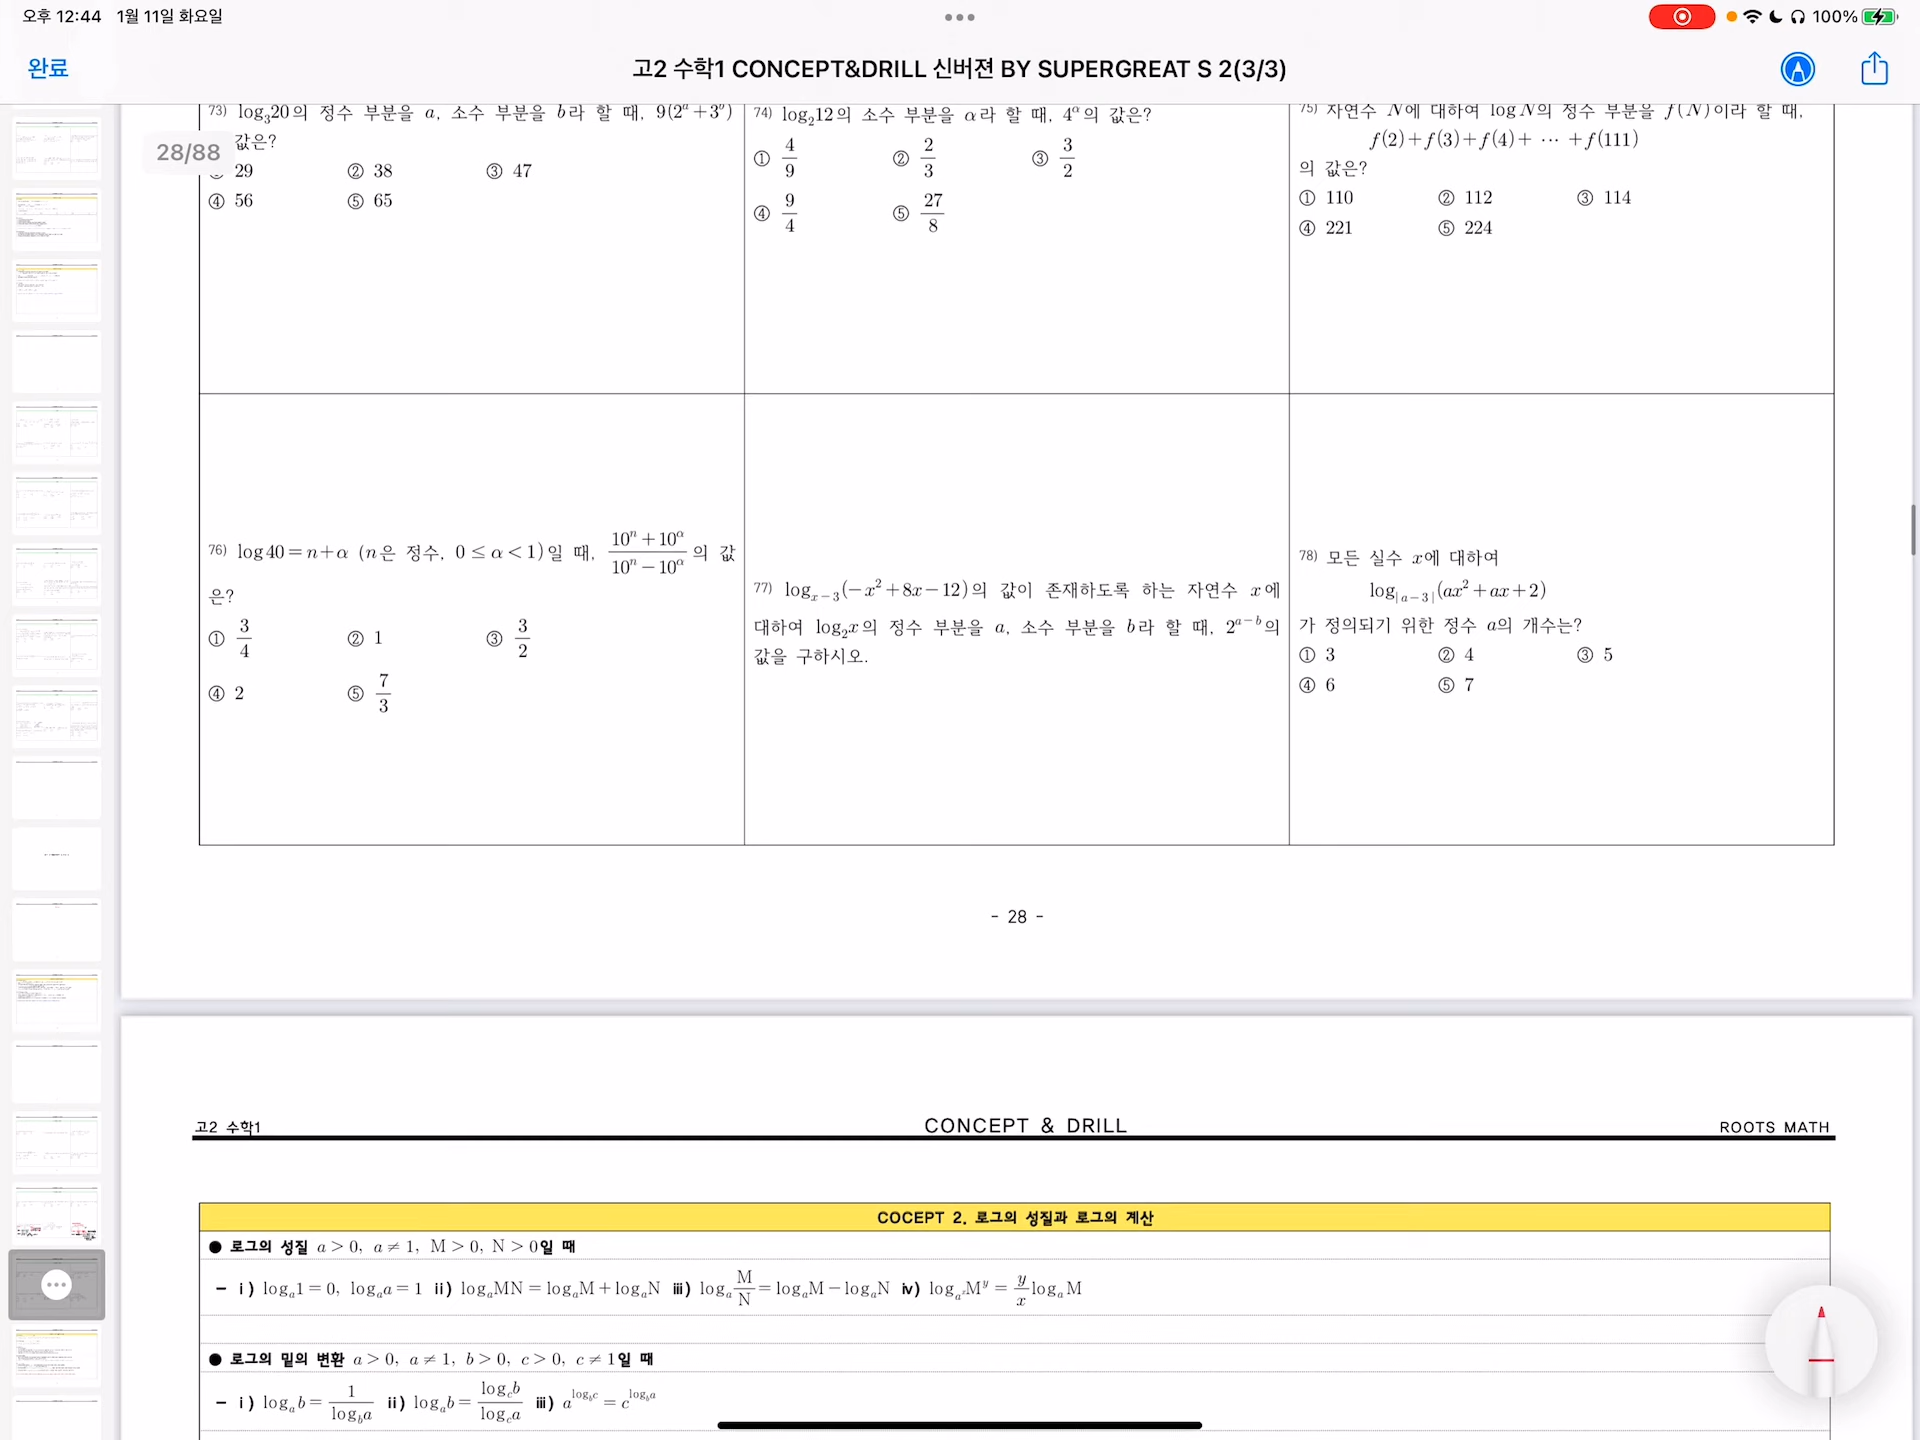 오후 12:44 1월 11일 화요일
100%
완료
고2 수학1 CONCEPT&DRILL 신버젼 BY SUPERGREAT S 2(3/3)
28/88
73) log₃20의 정수 부분을 a, 소수 부분을 b라 할 때, 9(2ᵃ+3ᵇ)
값은?
29 ② 38 ③ 47
④ 56 ⑤ 65
74) log₂12의 소수 부분을 α라 할 때, 4^α의 값은?
① 4/9 ② 2/3 ③ 3/2
④ 9/4 ⑤ 27/8
75) 자연수 N에 대하여 logN의 정수 부분을 f(N)이라 할 때,
f(2)+f(3)+f(4)+ ⋯ +f(111)
의 값은?
① 110 ② 112 ③ 114
④ 221 ⑤ 224
76) log40=n+α (n은 정수, 0≤α<1)일 때, (10ⁿ+10^α)/(10ⁿ−10^α)의 값
은?
① 3/4 ② 1 ③ 3/2
④ 2 ⑤ 7/3
77) log_{x−3}(−x²+8x−12)의 값이 존재하도록 하는 자연수 x에
대하여 log₂x의 정수 부분을 a, 소수 부분을 b라 할 때, 2^{a−b}의
값을 구하시오.
78) 모든 실수 x에 대하여
log_{|a−3|}(ax²+ax+2)
가 정의되기 위한 정수 a의 개수는?
① 3 ② 4 ③ 5
④ 6 ⑤ 7
- 28 -
고2 수학1 CONCEPT & DRILL ROOTS MATH
COCEPT 2. 로그의 성질과 로그의 계산
● 로그의 성질 a>0, a≠1, M>0, N>0일 때
− ⅰ) logₐ1=0, logₐa=1 ⅱ) logₐMN=logₐM+logₐN ⅲ) logₐ M/N=logₐM−logₐN ⅳ) log_{aˣ}Mʸ= y/x logₐM
● 로그의 밑의 변환 a>0, a≠1, b>0, c>0, c≠1일 때
− ⅰ) logₐb= 1/log_b a ⅱ) logₐb= log_c b/log_c a ⅲ) a^{log_b c}=c^{log_b a}